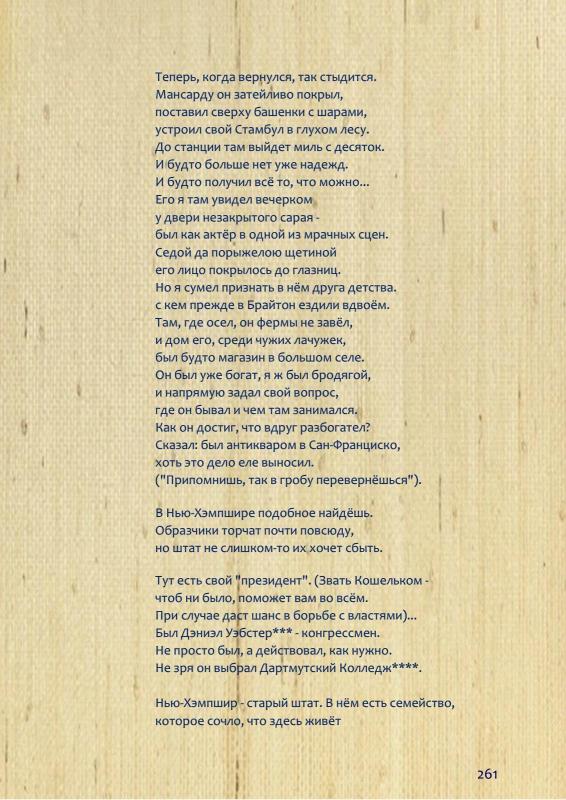 Теперь, когда вернулся, так стыдится.
Мансарду он затейливо покрыл,
поставил сверху башенки с шарами,
устроил свой Стамбул в глухом лесу.
До станции там выйдет миль с десяток.
И будто больше нет уже надежд.
И будто получил всё то, что можно...
Его я там увидел вечерком
у двери незакрытого сарая -
был как актёр в одной из мрачных сцен.
Седой да порыжелою щетиной
его лицо покрылось до глазниц.
Но я сумел признать в нём друга детства.
с кем прежде в Брайтон ездили вдвоём.
Там, где осел, он фермы не завёл,
и дом его, среди чужих лачужек,
был будто магазин в большом селе.
Он был уже богат, я ж был бродягой,
и напрямую задал свой вопрос,
где он бывал и чем там занимался.
Как он достиг, что вдруг разбогател?
Сказал: был антикваром в Сан-Франциско,
хоть это дело еле выносил.
("Припомнишь, так в гробу перевернёшься").
В Нью-Хэмпшире подобное найдёшь.
Образчики торчат почти повсюду,
но штат не слишком-то их хочет сбыть.
Тут есть свой "президент". (Звать Кошельком -
чтоб ни было, поможет вам во всём.
При случае даст шанс в борьбе с властями)...
Был Дэниэл Уэбстер*** - конгрессмен.
Не просто был, а действовал, как нужно.
Не зря он выбрал Дартмутский Колледж****.
Нью-Хэмпшир - старый штат. В нём есть семейство,
которое сочло, что здесь живёт
261